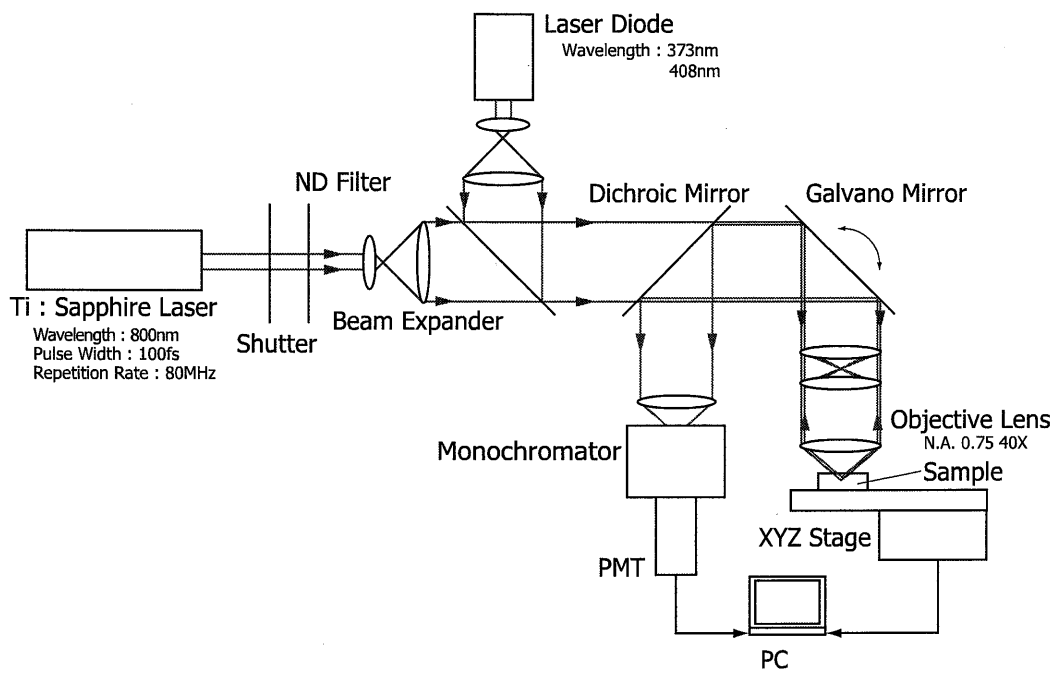 Laser Diode
Wavelength : 373nm
408nm
ND Filter
Dichroic Mirror
Galvano Mirror
Ti : Sapphire Laser
Wavelength : 800nm
Pulse Width : 100fs
Repetition Rate : 80MHz
Shutter
Beam Expander
Objective Lens
N.A. 0.75 40X
Monochromator
Sample
XYZ Stage
PMT
PC